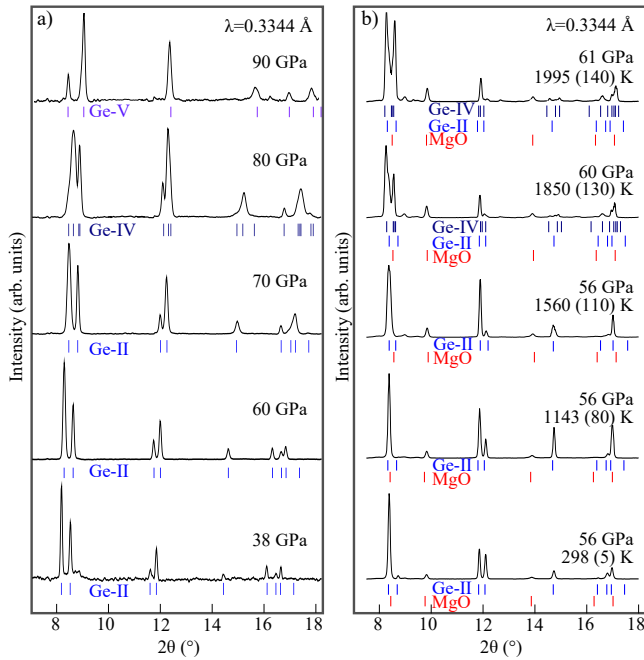 a)
λ=0.3344 Å
90 GPa
Ge-V
80 GPa
Ge-IV
70 GPa
Ge-II
60 GPa
Ge-II
38 GPa
Ge-II
8 10 12 14 16 18
2θ (°)
Intensity (arb. units)
b)
λ=0.3344 Å
61 GPa
1995 (140) K
Ge-IV
Ge-II
MgO
60 GPa
1850 (130) K
Ge-IV
Ge-II
MgO
56 GPa
1560 (110) K
Ge-II
MgO
56 GPa
1143 (80) K
Ge-II
MgO
56 GPa
298 (5) K
Ge-II
MgO
8 10 12 14 16 18
2θ (°)
Intensity (arb. units)